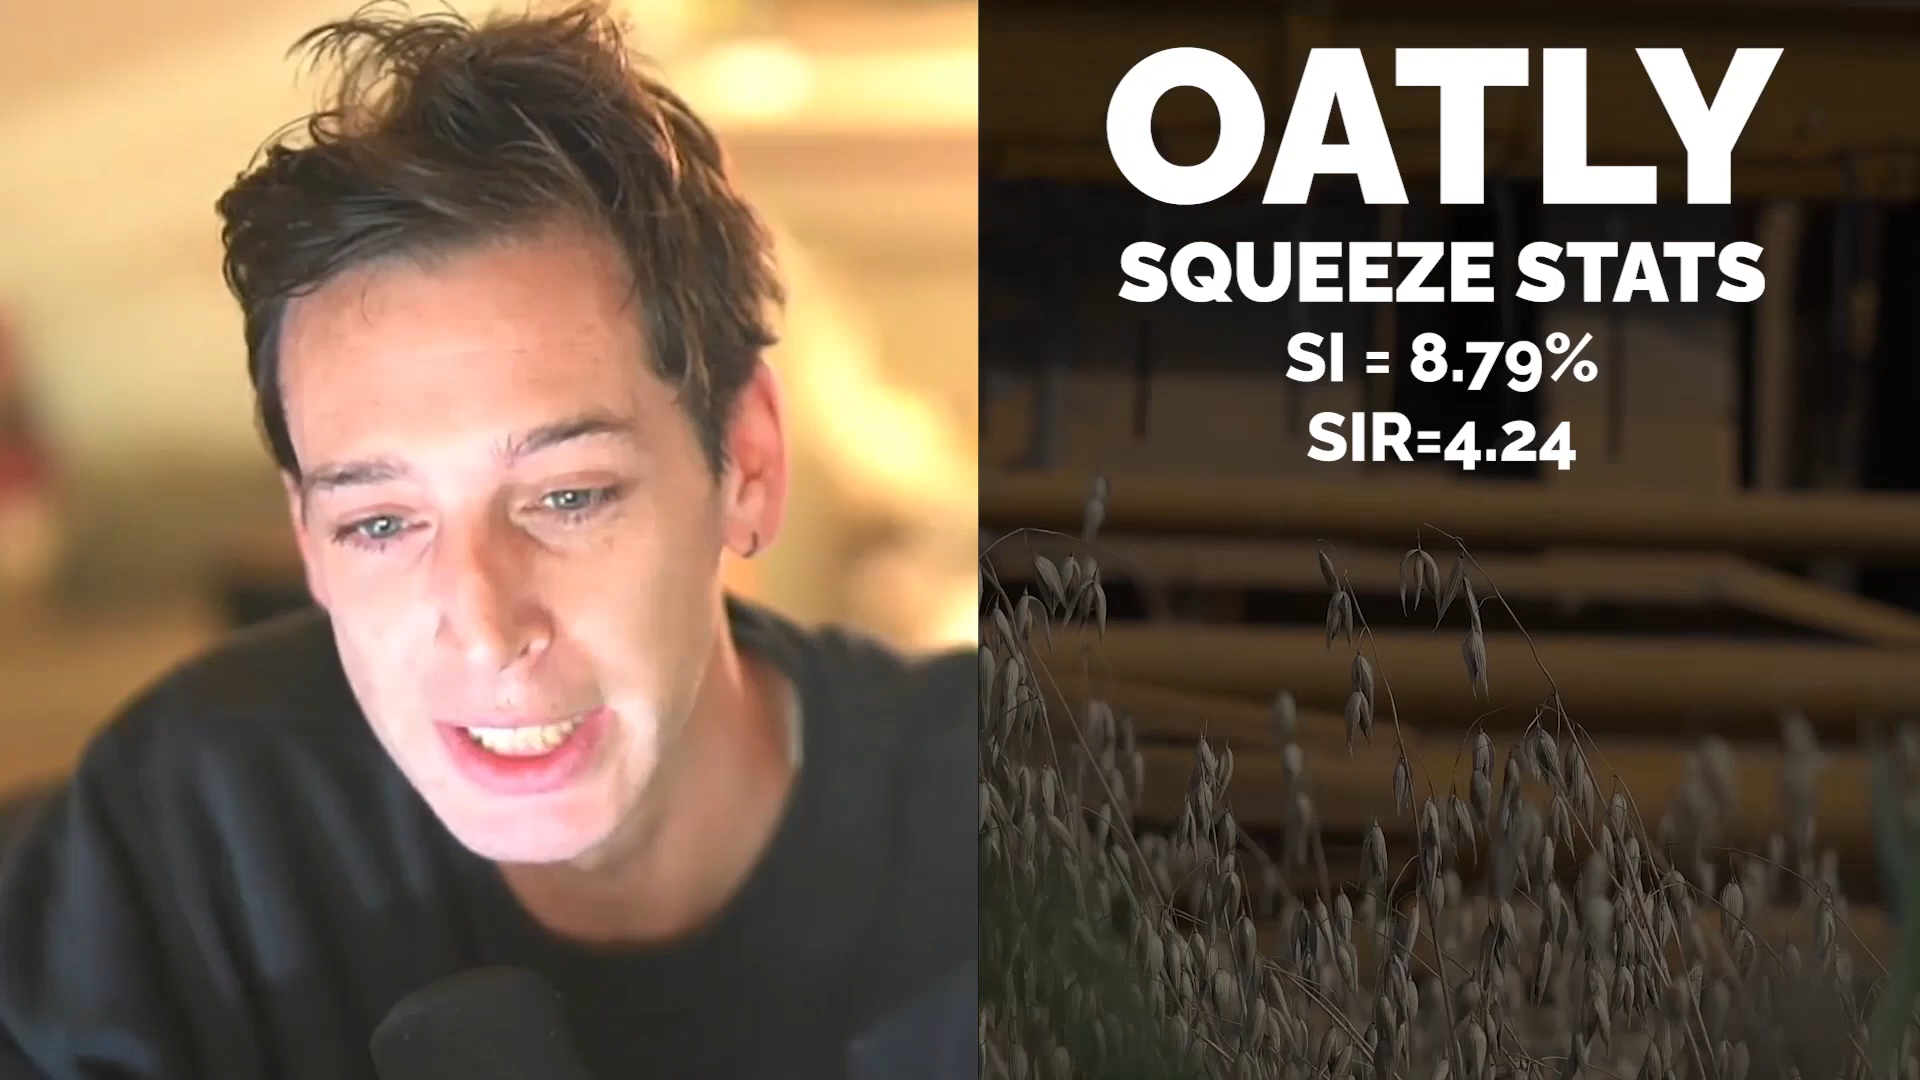 OATLY
SQUEEZE STATS
SI = 8.79%
SIR=4.24